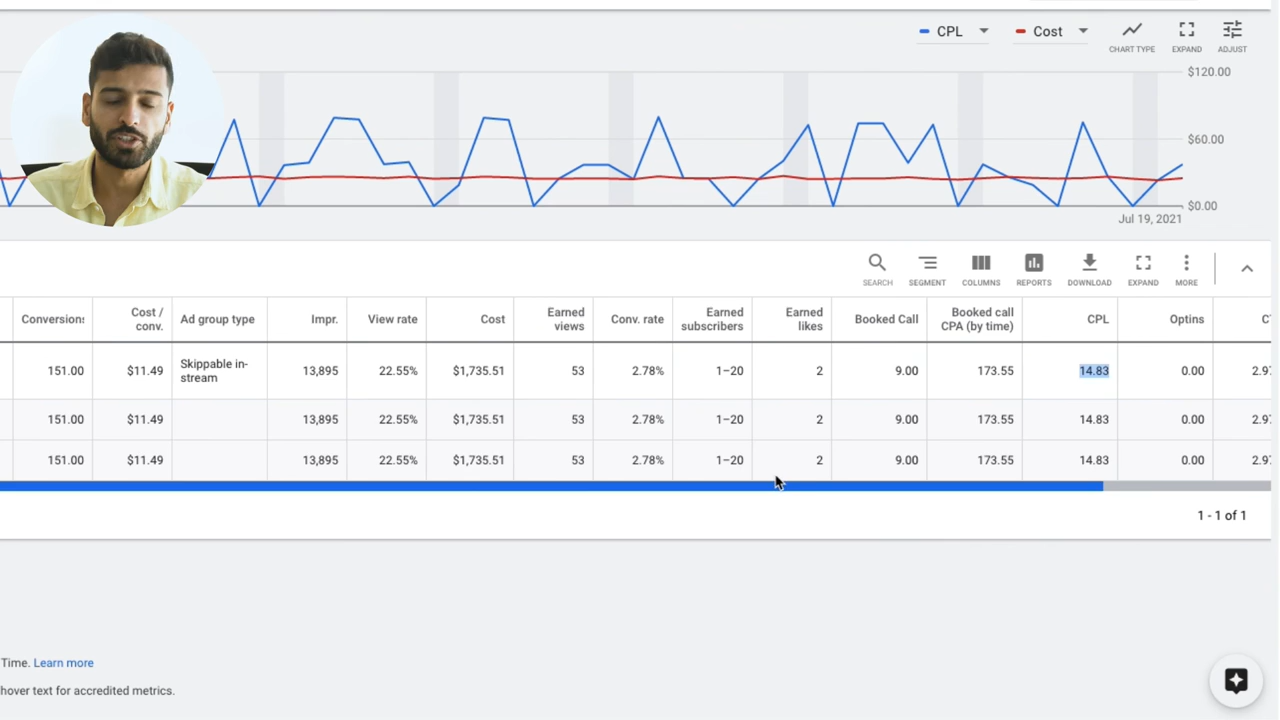 CPL
Cost
CHART TYPE
EXPAND
ADJUST
$120.00
$60.00
$0.00
Jul 19, 2021
SEARCH
SEGMENT
COLUMNS
REPORTS
DOWNLOAD
EXPAND
MORE
Conversions
Cost /
conv.
Ad group type
Impr.
View rate
Cost
Earned
views
Conv. rate
Earned
subscribers
Earned
likes
Booked Call
Booked call
CPA (by time)
CPL
Optins
151.00 $11.49 Skippable in-
stream 13,895 22.55% $1,735.51 53 2.78% 1–20 2 9.00 173.55 14.83 0.00 2.97
151.00 $11.49 13,895 22.55% $1,735.51 53 2.78% 1–20 2 9.00 173.55 14.83 0.00 2.97
151.00 $11.49 13,895 22.55% $1,735.51 53 2.78% 1–20 2 9.00 173.55 14.83 0.00 2.97
1 - 1 of 1
Time. Learn more
hover text for accredited metrics.